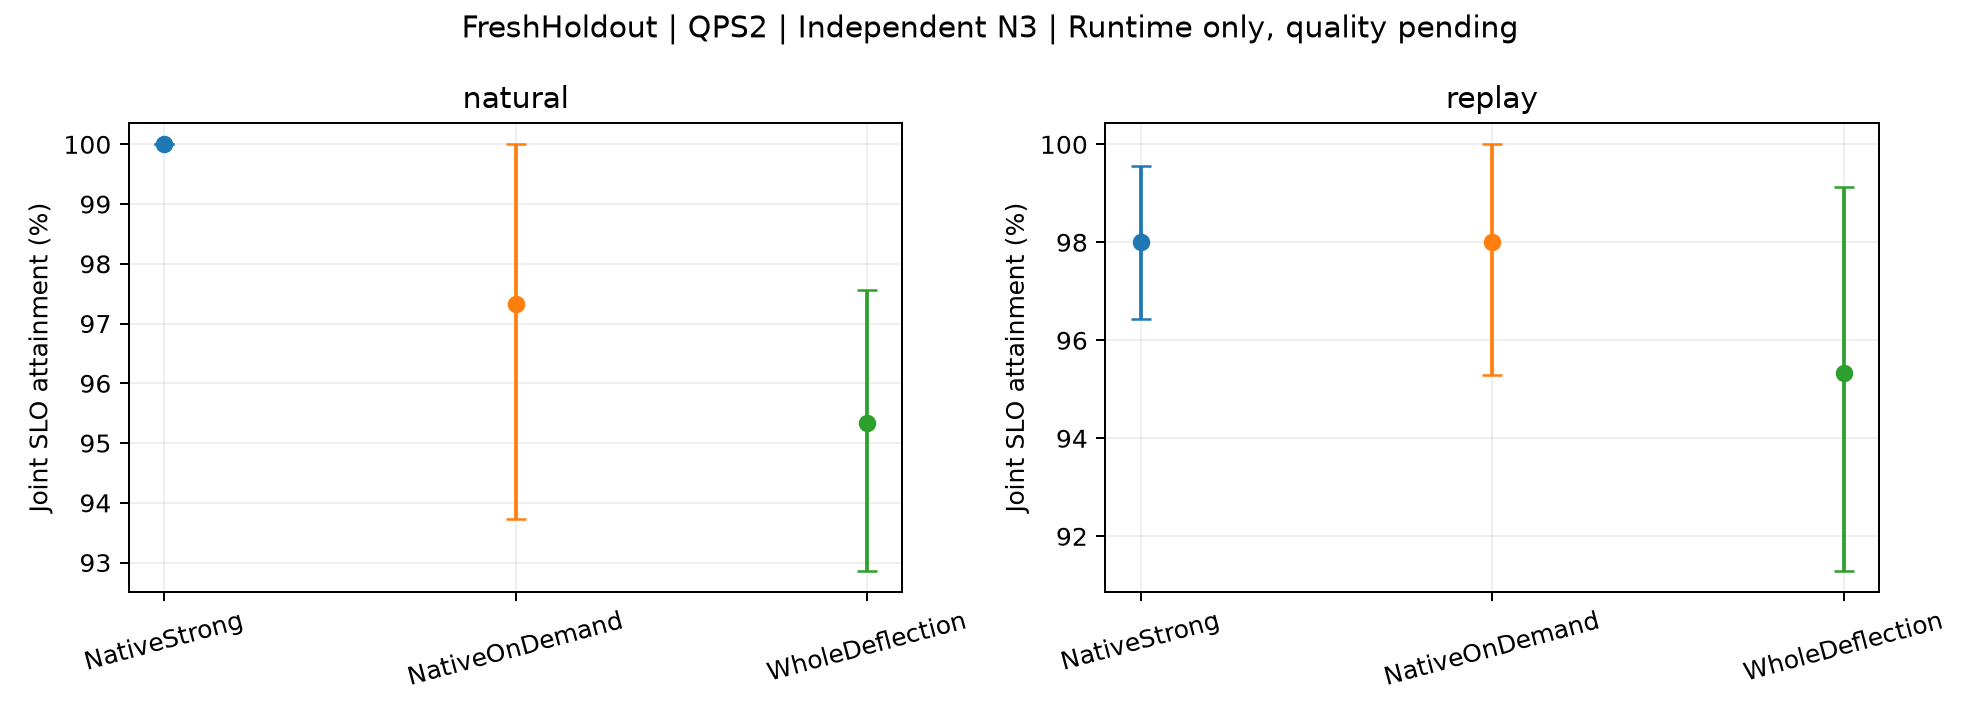 FreshHoldout | QPS2 | Independent N3 | Runtime only, quality pending
natural
Joint SLO attainment (%)
100
99
98
97
96
95
94
93
NativeStrong
NativeOnDemand
WholeDeflection
replay
Joint SLO attainment (%)
100
98
96
94
92
NativeStrong
NativeOnDemand
WholeDeflection